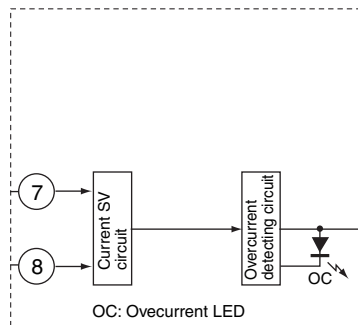 7
Current SV
circuit
Overcurrent
detecting circuit
8
OC
OC: Ovecurrent LED